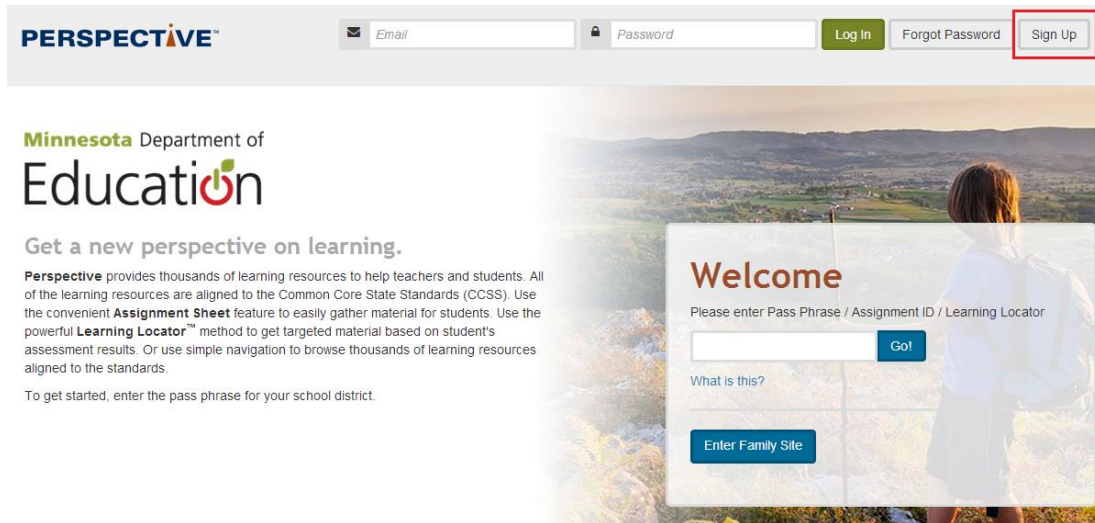 PERSPECTIVE™
Email
Password
Log In
Forgot Password
Sign Up
Minnesota Department of
Education
Get a new perspective on learning.
Perspective provides thousands of learning resources to help teachers and students. All
of the learning resources are aligned to the Common Core State Standards (CCSS). Use
the convenient Assignment Sheet feature to easily gather material for students. Use the
powerful Learning Locator™ method to get targeted material based on student's
assessment results. Or use simple navigation to browse thousands of learning resources
aligned to the standards.
To get started, enter the pass phrase for your school district.
Welcome
Please enter Pass Phrase / Assignment ID / Learning Locator
Go!
What is this?
Enter Family Site